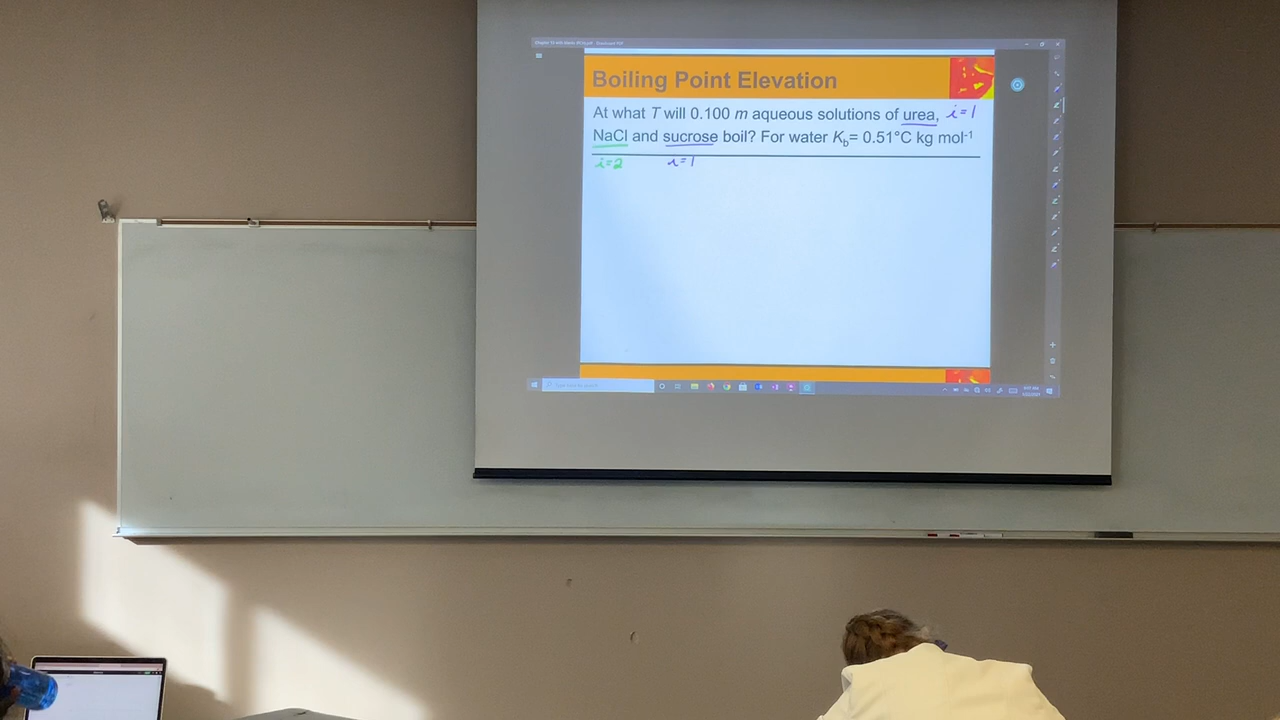 Boiling Point Elevation
At what T will 0.100 m aqueous solutions of urea, i=1
NaCl and sucrose boil? For water Kb= 0.51°C kg mol-1
i=2 i=1